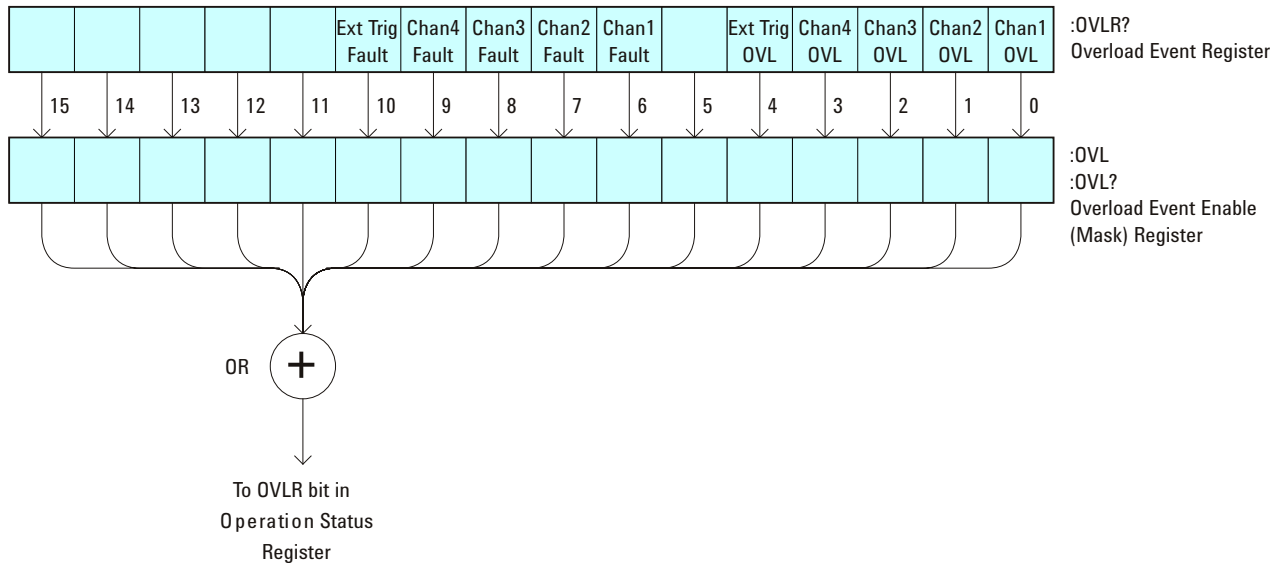 Ext Trig Fault
Chan4 Fault
Chan3 Fault
Chan2 Fault
Chan1 Fault
Ext Trig OVL
Chan4 OVL
Chan3 OVL
Chan2 OVL
Chan1 OVL
:OVLR?
Overload Event Register
15 14 13 12 11 10 9 8 7 6 5 4 3 2 1 0
:OVL
:OVL?
Overload Event Enable
(Mask) Register
OR +
To OVLR bit in
Operation Status
Register